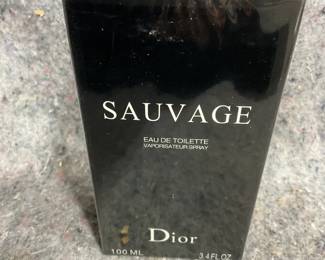 SAUVAGE
EAU DE TOILETTE
VAPORISATEUR SPRAY
Dior
100 ML 3.4 FL.OZ